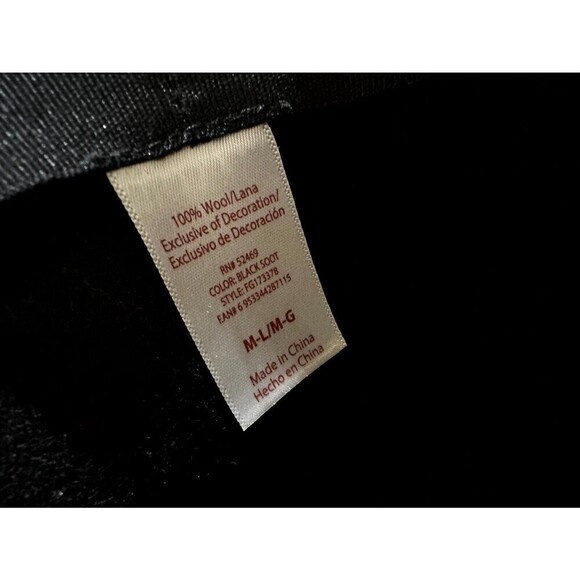 100% Wool/Lana
Exclusive of Decoration/
Exclusivo de Decoración
RN# 52469
COLOR: BLACK SOOT
STYLE: FG17337B
EAN# 6 953344287115
M-L/M-G
Made in China
Hecho en China